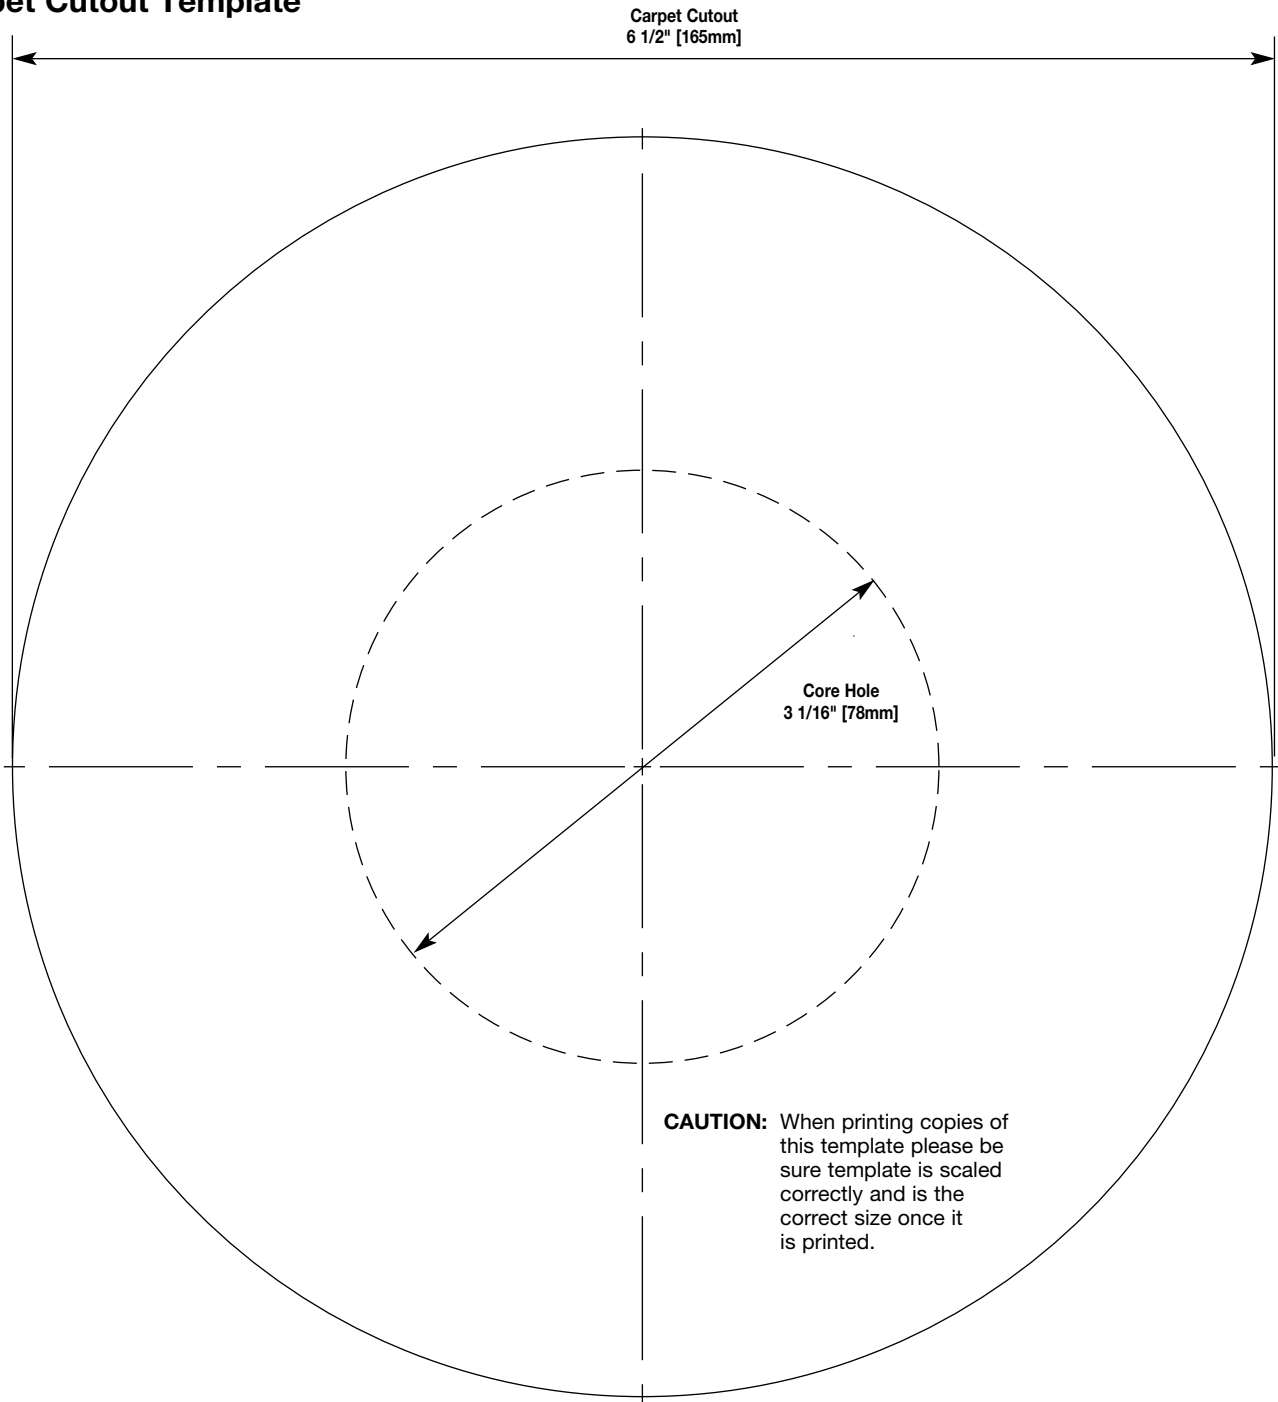 Cutout Template
Carpet Cutout
6 1/2" [165mm]
Core Hole
3 1/16" [78mm]
CAUTION: When printing copies of
this template please be
sure template is scaled
correctly and is the
correct size once it
is printed.